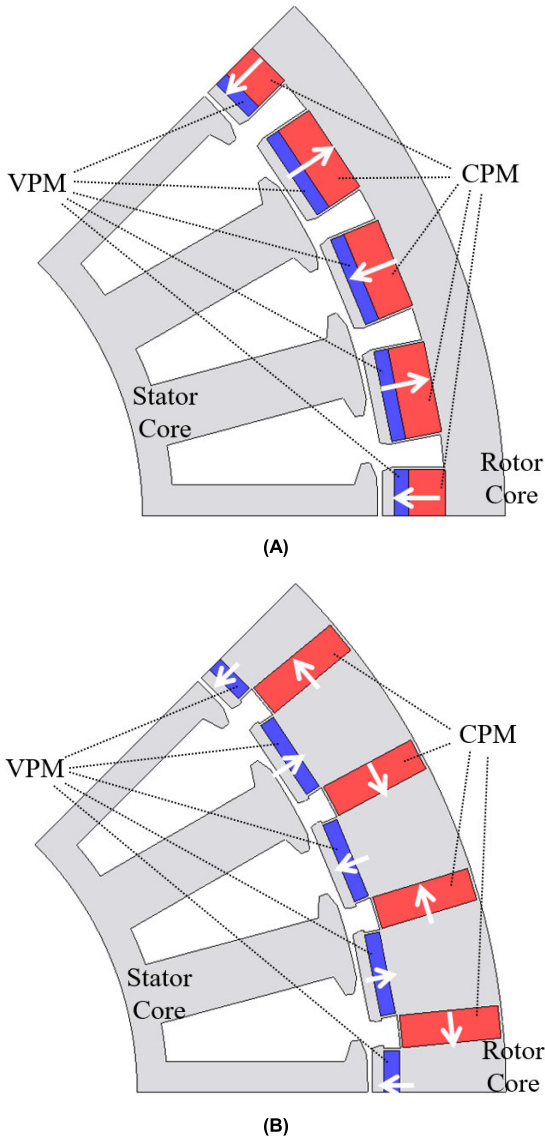 VPM
CPM
Stator
Core
Rotor
Core
(A)
VPM
CPM
Stator
Core
Rotor
Core
(B)